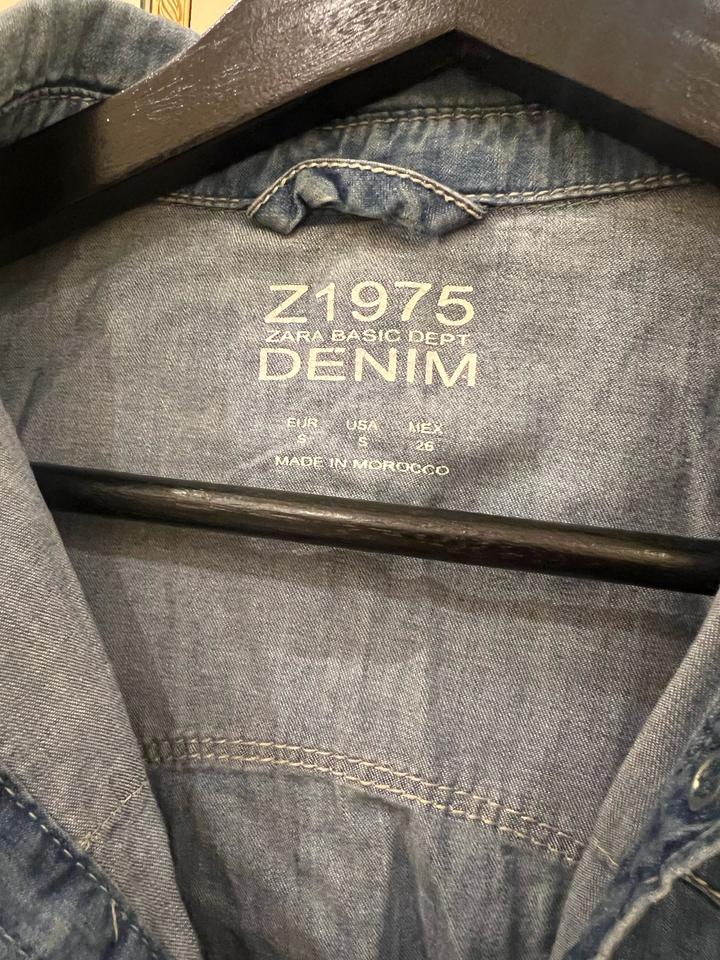 Z1975
ZARA BASIC DEPT
DENIM
EUR USA MEX
S S 26
MADE IN MOROCCO